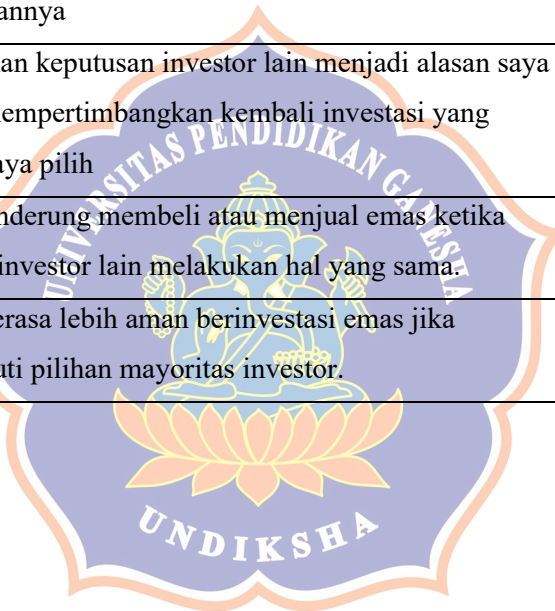 annya
an keputusan investor lain menjadi alasan saya
empertimbangkan kembali investasi yang
aya pilih
nderung membeli atau menjual emas ketika
investor lain melakukan hal yang sama.
erasa lebih aman berinvestasi emas jika
uti pilihan mayoritas investor.
UNIVERSITAS PENDIDIKAN GANESHA
UNDIKSHA